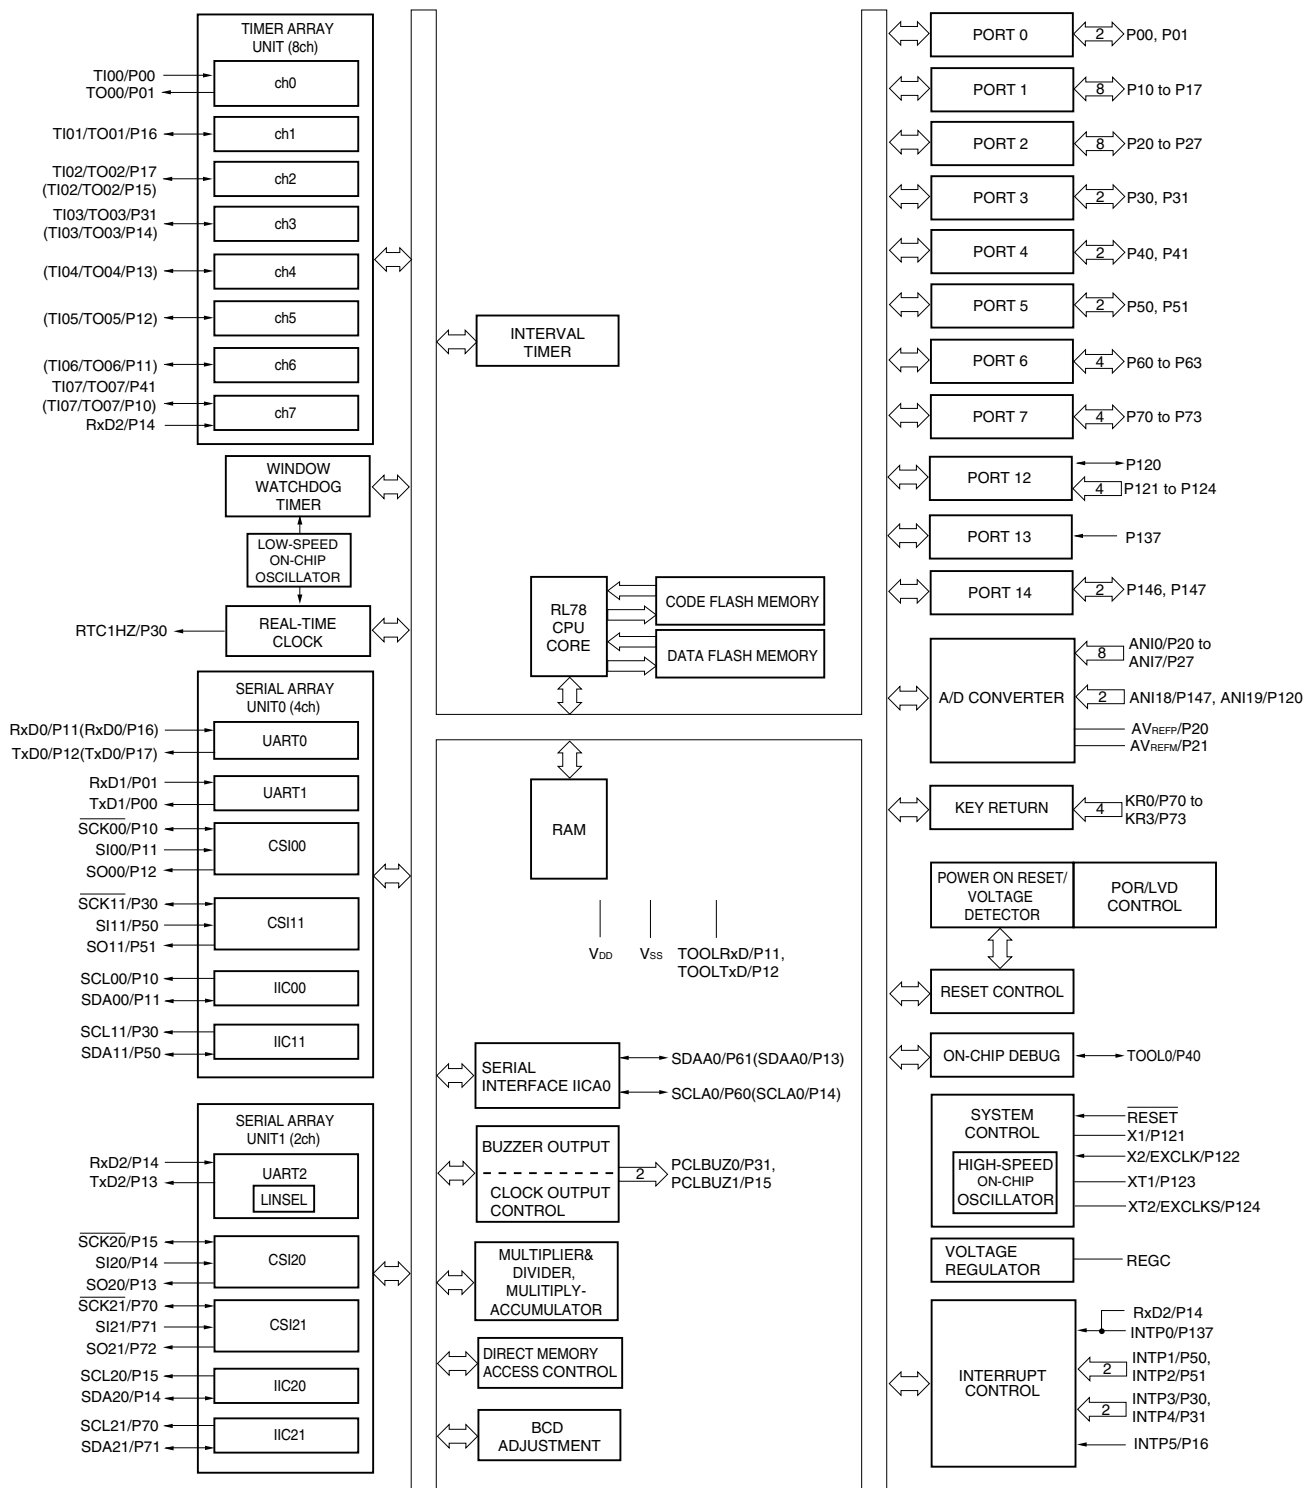 TIMER ARRAY
UNIT (8ch)
TI00/P00
TO00/P01
ch0
TI01/TO01/P16
ch1
TI02/TO02/P17
(TI02/TO02/P15)
ch2
TI03/TO03/P31
(TI03/TO03/P14)
ch3
(TI04/TO04/P13)
ch4
(TI05/TO05/P12)
ch5
(TI06/TO06/P11)
ch6
TI07/TO07/P41
(TI07/TO07/P10)
RxD2/P14
ch7
WINDOW
WATCHDOG
TIMER
LOW-SPEED
ON-CHIP
OSCILLATOR
RTC1HZ/P30
REAL-TIME
CLOCK
SERIAL ARRAY
UNIT0 (4ch)
RxD0/P11(RxD0/P16)
TxD0/P12(TxD0/P17)
UART0
RxD1/P01
TxD1/P00
UART1
SCK00/P10
SI00/P11
SO00/P12
CSI00
SCK11/P30
SI11/P50
SO11/P51
CSI11
SCL00/P10
SDA00/P11
IIC00
SCL11/P30
SDA11/P50
IIC11
SERIAL ARRAY
UNIT1 (2ch)
RxD2/P14
TxD2/P13
UART2
LINSEL
SCK20/P15
SI20/P14
SO20/P13
CSI20
SCK21/P70
SI21/P71
SO21/P72
CSI21
SCL20/P15
SDA20/P14
IIC20
SCL21/P70
SDA21/P71
IIC21
INTERVAL
TIMER
RL78
CPU
CORE
CODE FLASH MEMORY
DATA FLASH MEMORY
RAM
VDD
VSS
TOOLRxD/P11,
TOOLTxD/P12
SERIAL
INTERFACE IICA0
SDAA0/P61(SDAA0/P13)
SCLA0/P60(SCLA0/P14)
BUZZER OUTPUT
CLOCK OUTPUT
CONTROL
2
PCLBUZ0/P31,
PCLBUZ1/P15
MULTIPLIER&
DIVIDER,
MULITIPLY-
ACCUMULATOR
DIRECT MEMORY
ACCESS CONTROL
BCD
ADJUSTMENT
PORT 0
2
P00, P01
PORT 1
8
P10 to P17
PORT 2
8
P20 to P27
PORT 3
2
P30, P31
PORT 4
2
P40, P41
PORT 5
2
P50, P51
PORT 6
4
P60 to P63
PORT 7
4
P70 to P73
PORT 12
P120
4
P121 to P124
PORT 13
P137
PORT 14
2
P146, P147
A/D CONVERTER
8
ANI0/P20 to
ANI7/P27
2
ANI18/P147, ANI19/P120
AVREFP/P20
AVREFM/P21
KEY RETURN
4
KR0/P70 to
KR3/P73
POWER ON RESET/
VOLTAGE
DETECTOR
POR/LVD
CONTROL
RESET CONTROL
ON-CHIP DEBUG
TOOL0/P40
SYSTEM
CONTROL
HIGH-SPEED
ON-CHIP
OSCILLATOR
RESET
X1/P121
X2/EXCLK/P122
XT1/P123
XT2/EXCLKS/P124
VOLTAGE
REGULATOR
REGC
INTERRUPT
CONTROL
RxD2/P14
INTP0/P137
2
INTP1/P50,
INTP2/P51
2
INTP3/P30,
INTP4/P31
INTP5/P16